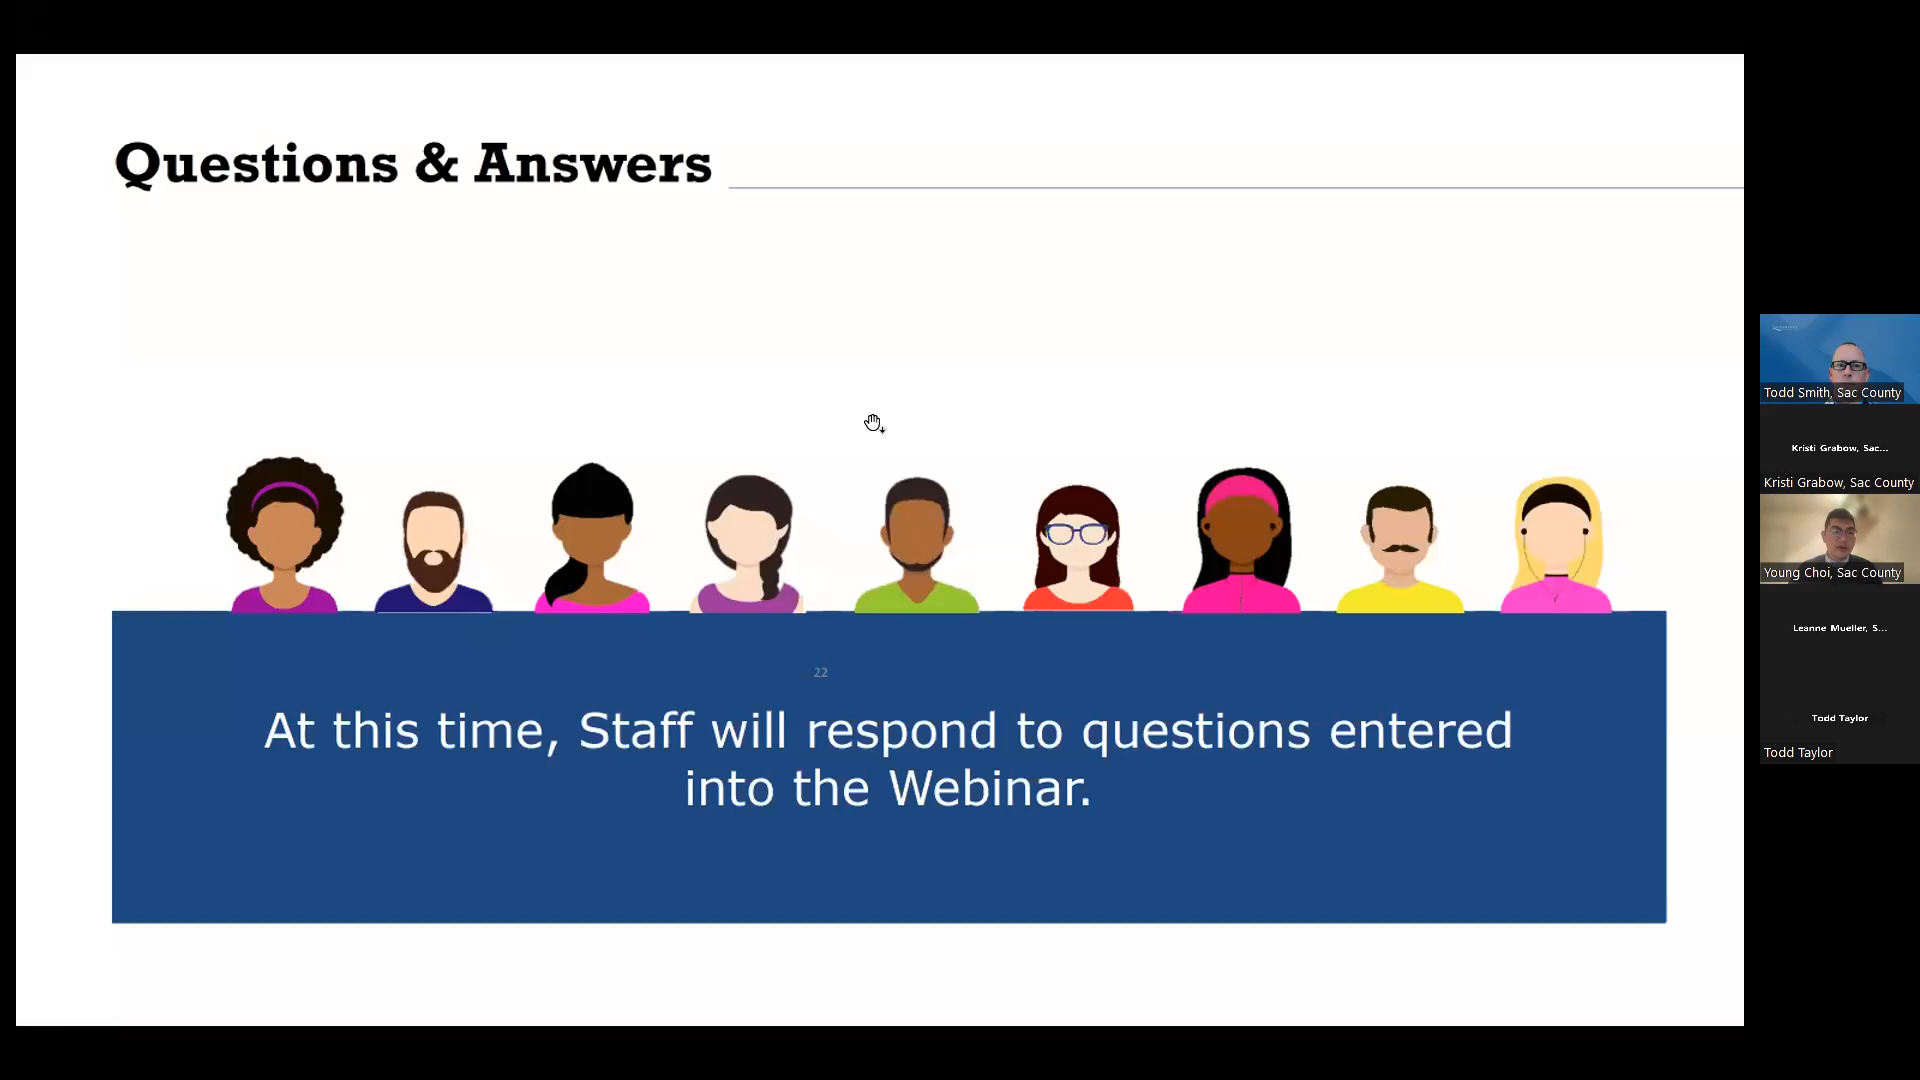 Questions & Answers
22
At this time, Staff will respond to questions entered
into the Webinar.
Todd Smith, Sac County
Kristi Grabow, Sac...
Kristi Grabow, Sac County
Young Choi, Sac County
Leanne Mueller, S...
Todd Taylor
Todd Taylor